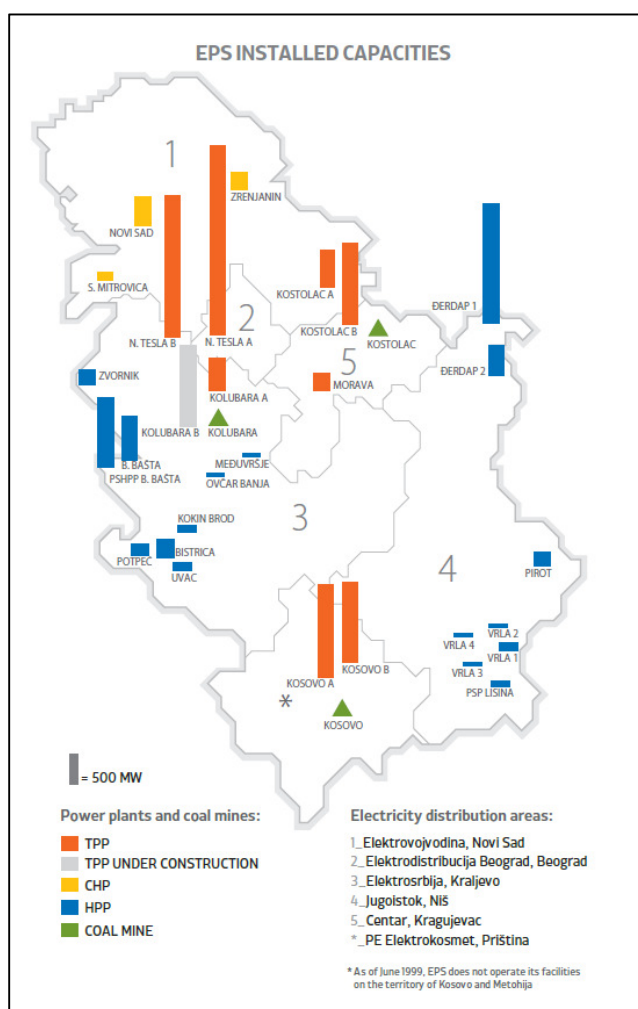 EPS INSTALLED CAPACITIES
1
ZRENJANIN
NOVI SAD
S. MITROVICA
KOSTOLAC A
2
KOSTOLAC B
ĐERDAP 1
N. TESLA B
N. TESLA A
KOSTOLAC
5
ZVORNIK
ĐERDAP 2
MORAVA
KOLUBARA A
KOLUBARA B
KOLUBARA
B. BAŠTA
PSHPP B. BAŠTA
MEĐUVRŠJE
OVČAR BANJA
3
KOKIN BROD
POTPEĆ
BISTRICA
UVAC
4
PIROT
VRLA 2
VRLA 4
VRLA 1
VRLA 3
PSP LISINA
KOSOVO B
KOSOVO A
*
KOSOVO
= 500 MW
Power plants and coal mines:
TPP
TPP UNDER CONSTRUCTION
CHP
HPP
COAL MINE
Electricity distribution areas:
1_Elektrovojvodina, Novi Sad
2_Elektrodistribucija Beograd, Beograd
3_Elektrosrbija, Kraljevo
4_Jugoistok, Niš
5_Centar, Kragujevac
*_PE Elektrokosmet, Priština
* As of June 1999, EPS does not operate its facilities
on the territory of Kosovo and Metohija